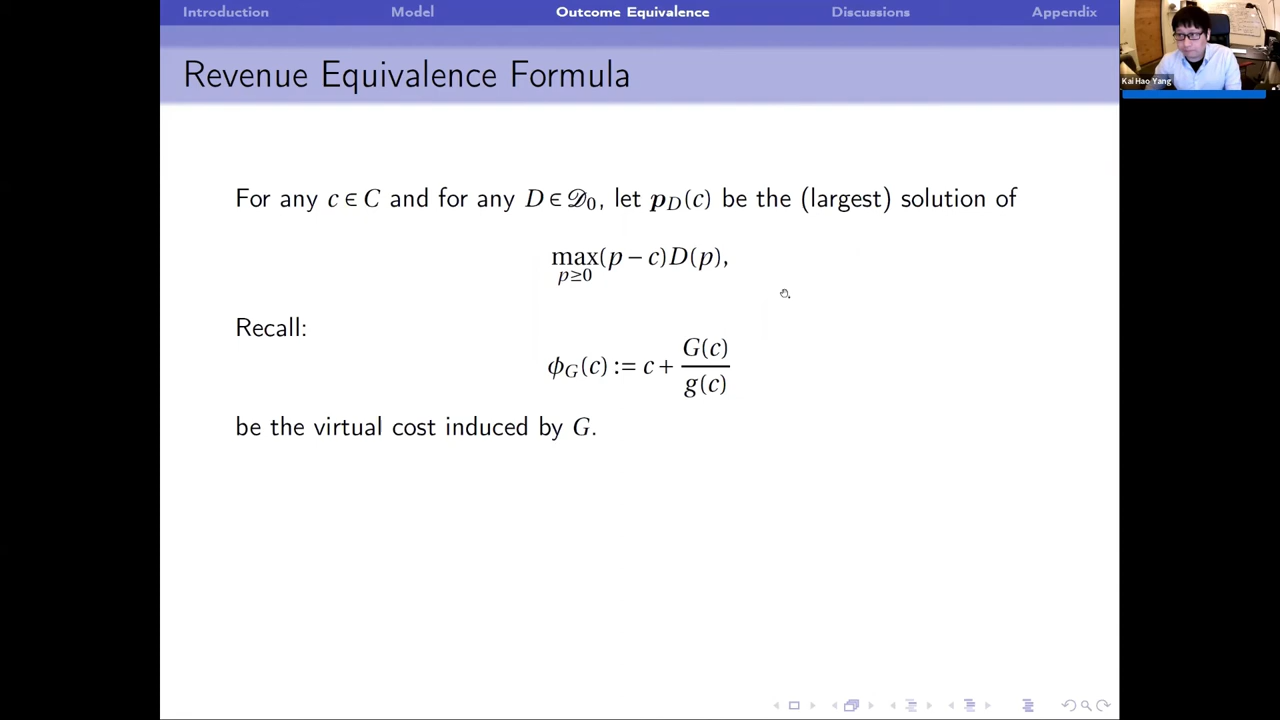 Introduction Model Outcome Equivalence Discussions Appendix
Revenue Equivalence Formula
Kai Hao Yang
For any c ∈ C and for any D ∈ 𝒟₀, let 𝒑_D(c) be the (largest) solution of
max_{p≥0} (p − c)D(p),
Recall:
ϕ_G(c) := c + G(c)/g(c)
be the virtual cost induced by G.